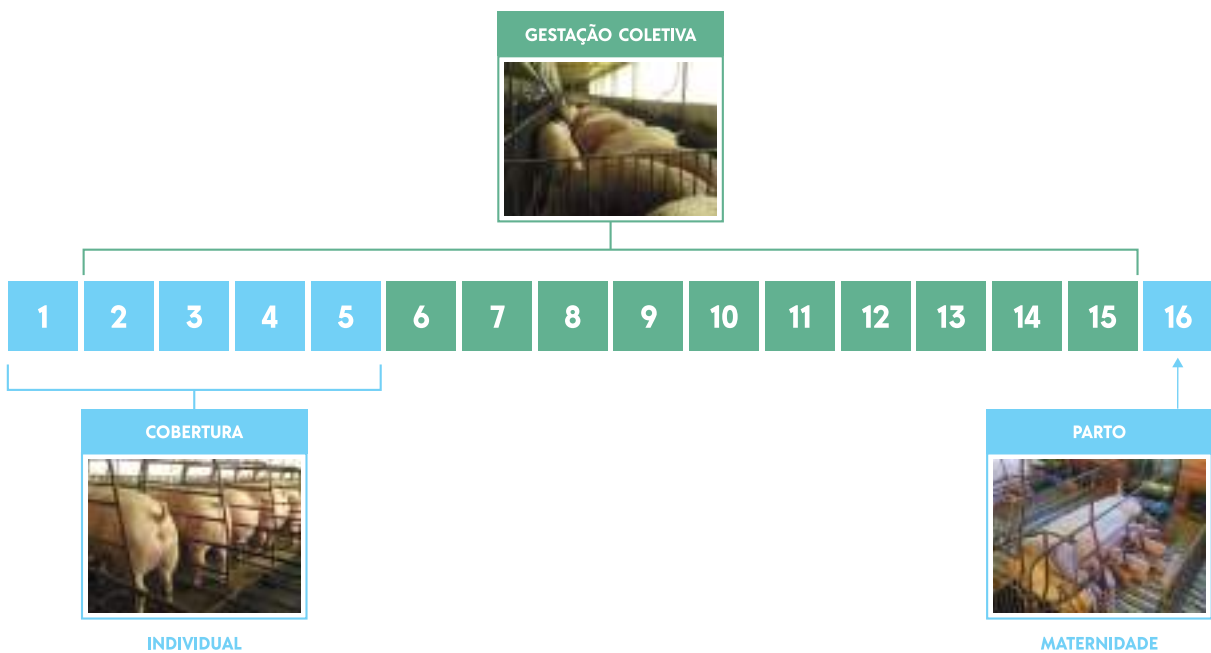 GESTAÇÃO COLETIVA
1 2 3 4 5 6 7 8 9 10 11 12 13 14 15 16
COBERTURA
PARTO
INDIVIDUAL
MATERNIDADE